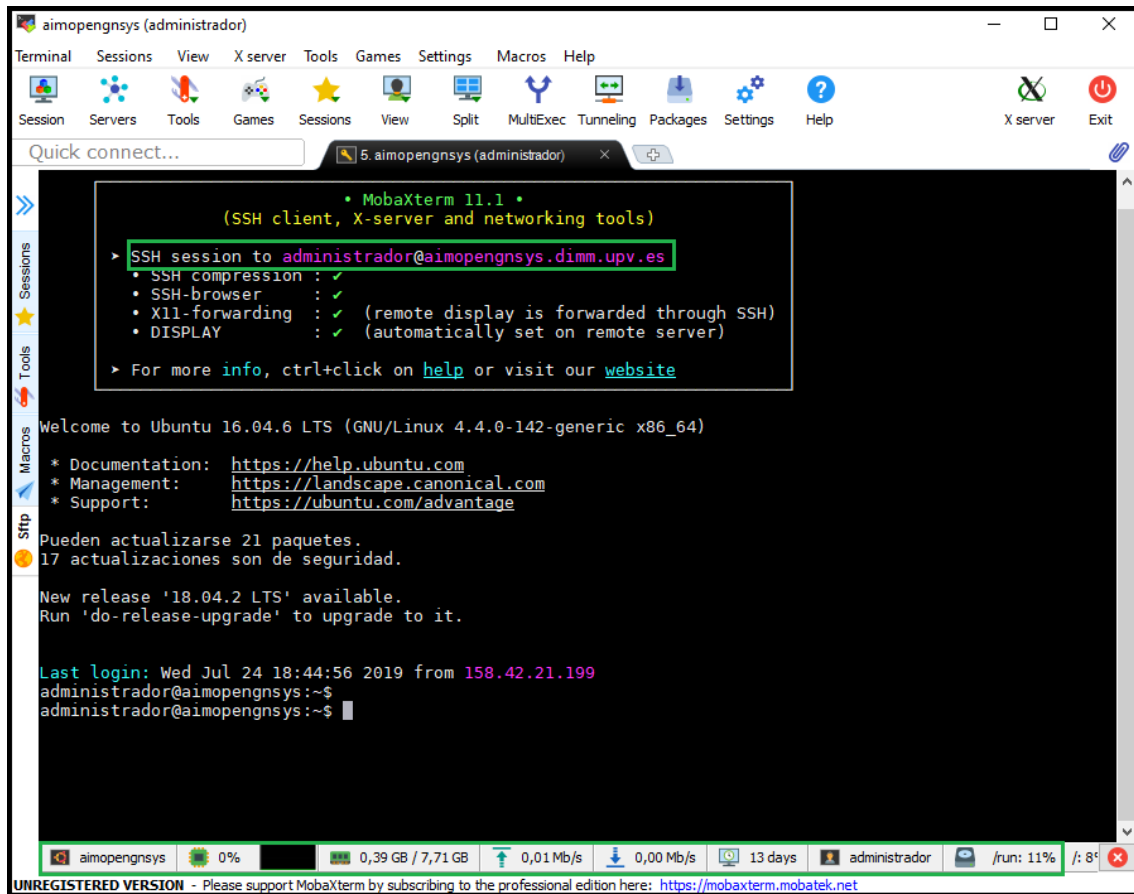 aimopengnsys (administrador)
Terminal Sessions View X server Tools Games Settings Macros Help
Session Servers Tools Games Sessions View Split MultiExec Tunneling Packages Settings Help X server Exit
Quick connect... 5. aimopengnsys (administrador)
Sessions
Tools
Macros
Sftp
• MobaXterm 11.1 •
(SSH client, X-server and networking tools)
➤ SSH session to administrador@aimopengnsys.dimm.upv.es
• SSH compression : ✔
• SSH-browser : ✔
• X11-forwarding : ✔ (remote display is forwarded through SSH)
• DISPLAY : ✔ (automatically set on remote server)
➤ For more info, ctrl+click on help or visit our website
Welcome to Ubuntu 16.04.6 LTS (GNU/Linux 4.4.0-142-generic x86_64)
* Documentation: https://help.ubuntu.com
* Management: https://landscape.canonical.com
* Support: https://ubuntu.com/advantage
Pueden actualizarse 21 paquetes.
17 actualizaciones son de seguridad.
New release '18.04.2 LTS' available.
Run 'do-release-upgrade' to upgrade to it.
Last login: Wed Jul 24 18:44:56 2019 from 158.42.21.199
administrador@aimopengnsys:~$
administrador@aimopengnsys:~$
aimopengnsys 0% 0,39 GB / 7,71 GB 0,01 Mb/s 0,00 Mb/s 13 days administrador /run: 11% /: 8
UNREGISTERED VERSION - Please support MobaXterm by subscribing to the professional edition here: https://mobaxterm.mobatek.net